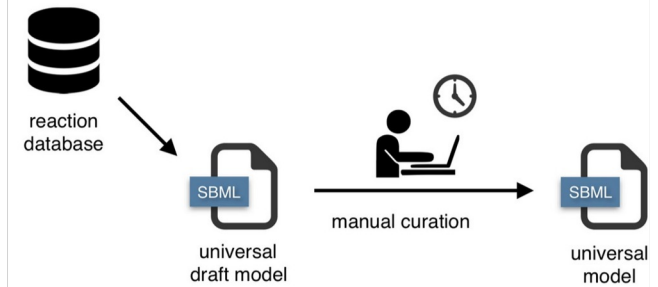 reaction
database
SBML
universal
draft model
manual curation
SBML
universal
model